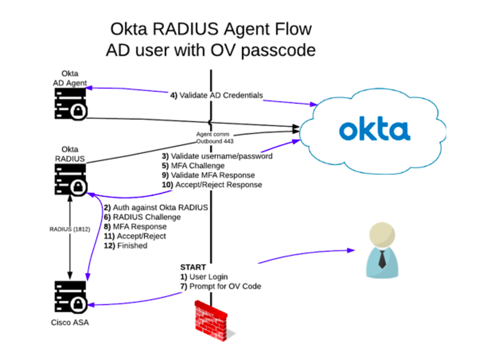 Okta RADIUS Agent Flow
AD user with OV passcode
Okta
AD Agent
4) Validate AD Credentials
okta
Agent comm
Outbound 443
Okta
RADIUS
3) Validate username/password
5) MFA Challenge
9) Validate MFA Response
10) Accept/Reject Response
2) Auth against Okta RADIUS
6) RADIUS Challenge
8) MFA Response
11) Accept/Reject
12) Finished
RADIUS (1812)
START
1) User Login
7) Prompt for OV Code
Cisco ASA